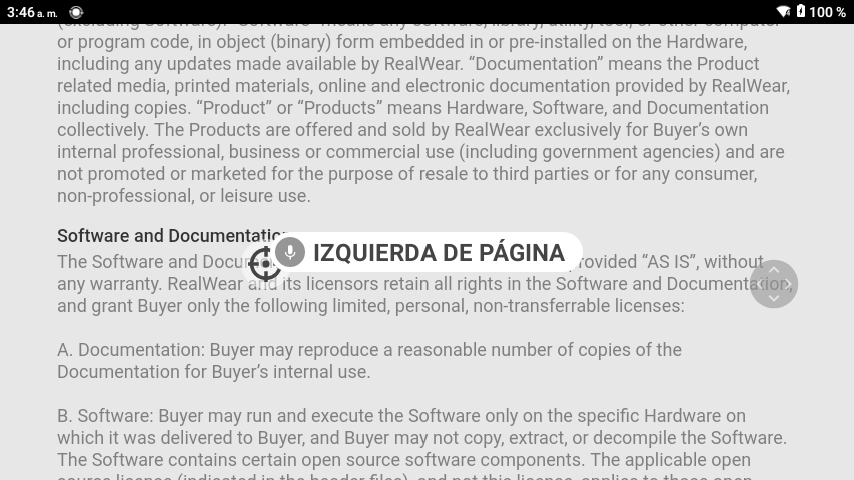 3:46 a. m.
100 %
or program code, in object (binary) form embedded in or pre-installed on the Hardware,
including any updates made available by RealWear. “Documentation” means the Product
related media, printed materials, online and electronic documentation provided by RealWear,
including copies. “Product” or “Products” means Hardware, Software, and Documentation
collectively. The Products are offered and sold by RealWear exclusively for Buyer’s own
internal professional, business or commercial use (including government agencies) and are
not promoted or marketed for the purpose of resale to third parties or for any consumer,
non-professional, or leisure use.
Software and Documentation
IZQUIERDA DE PÁGINA
The Software and provided “AS IS”, without
any warranty. RealWear and its licensors retain all rights in the Software and Documentation,
and grant Buyer only the following limited, personal, non-transferrable licenses:
A. Documentation: Buyer may reproduce a reasonable number of copies of the
Documentation for Buyer’s internal use.
B. Software: Buyer may run and execute the Software only on the specific Hardware on
which it was delivered to Buyer, and Buyer may not copy, extract, or decompile the Software.
The Software contains certain open source software components. The applicable open